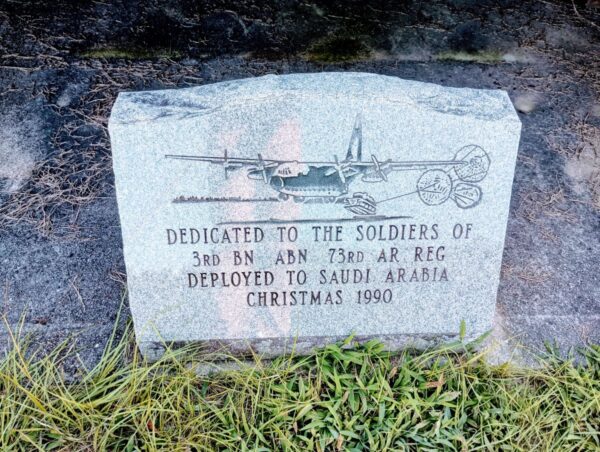 DEDICATED TO THE SOLDIERS OF
3RD BN ABN 73RD AR REG
DEPLOYED TO SAUDI ARABIA
CHRISTMAS 1990